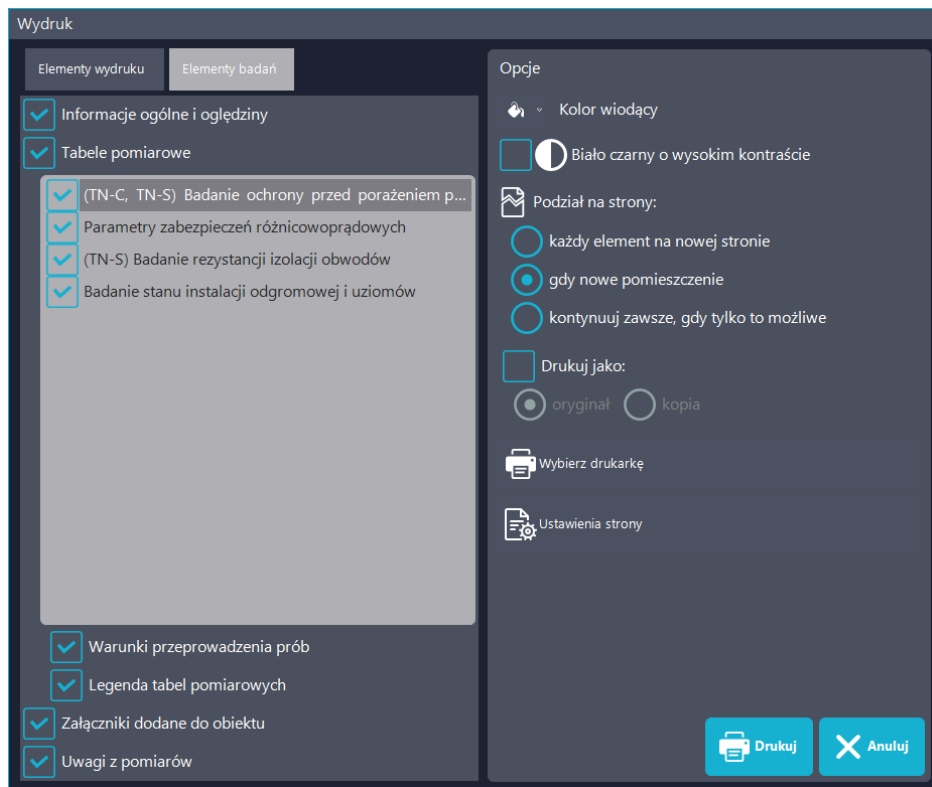 Wydruk
Elementy wydruku
Elementy badań
Informacje ogólne i oględziny
Tabele pomiarowe
(TN-C, TN-S) Badanie ochrony przed porażeniem p...
Parametry zabezpieczeń różnicowoprądowych
(TN-S) Badanie rezystancji izolacji obwodów
Badanie stanu instalacji odgromowej i uziomów
Warunki przeprowadzenia prób
Legenda tabel pomiarowych
Załączniki dodane do obiektu
Uwagi z pomiarów
Opcje
Kolor wiodący
Biało czarny o wysokim kontraście
Podział na strony:
każdy element na nowej stronie
gdy nowe pomieszczenie
kontynuuj zawsze, gdy tylko to możliwe
Drukuj jako:
oryginał
kopia
Wybierz drukarkę
Ustawienia strony
Drukuj
Anuluj